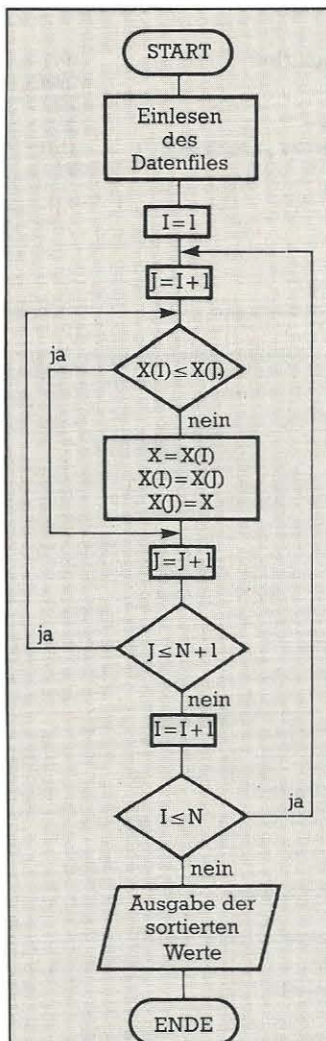 START
Einlesen
des
Datenfiles
I=1
J=I+1
ja
X(I)≤X(J)
nein
X=X(I)
X(I)=X(J)
X(J)=X
J=J+1
ja
J≤N+1
nein
I=I+1
ja
I≤N
nein
Ausgabe der
sortierten
Werte
ENDE